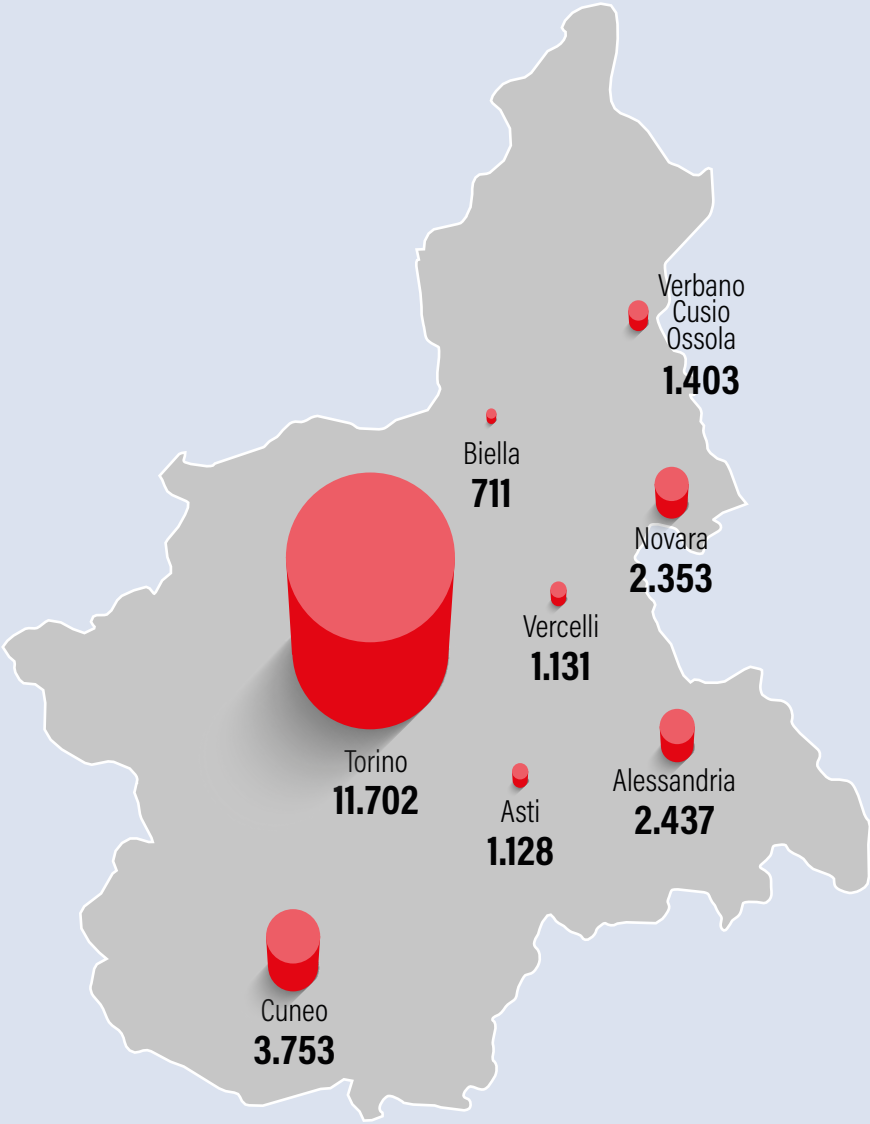 Verbano
Cusio
Ossola
1.403
Biella
711
Novara
2.353
Vercelli
1.131
Torino
11.702
Alessandria
2.437
Asti
1.128
Cuneo
3.753